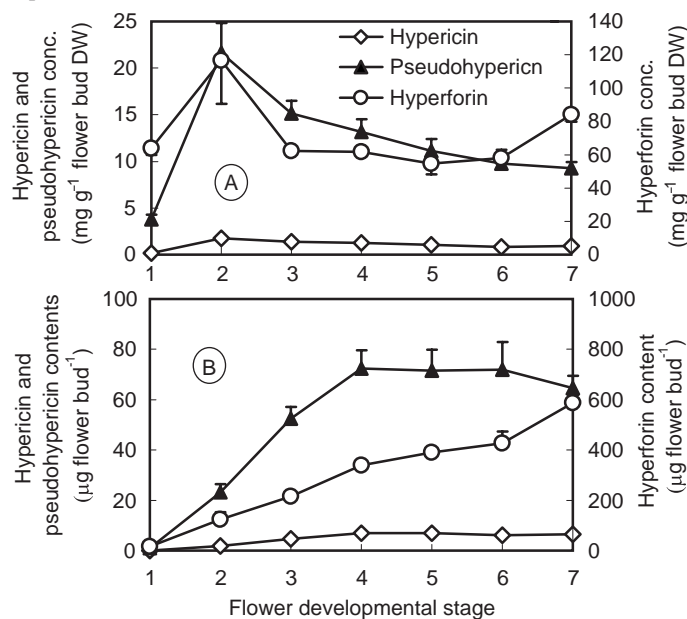 Hypericin and
pseudohypericin conc.
(mg g⁻¹ flower bud DW)
25
20
15
10
5
0
Hypericin
Pseudohypericn
Hyperforin
A
140
120
100
80
60
40
20
0
Hyperforin conc.
(mg g⁻¹ flower bud DW)
1 2 3 4 5 6 7
Hypericin and
pseudohypericin contents
(μg flower bud⁻¹)
100
80
60
40
20
0
B
1000
800
600
400
200
0
Hyperforin content
(μg flower bud⁻¹)
1 2 3 4 5 6 7
Flower developmental stage